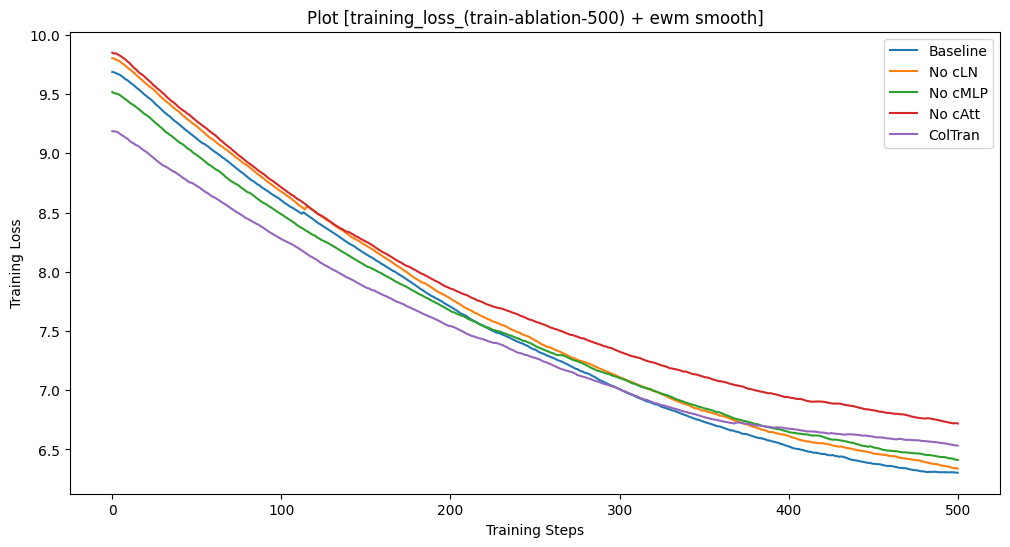 Plot [training_loss_(train-ablation-500) + ewm smooth]
Training Loss
10.0
9.5
9.0
8.5
8.0
7.5
7.0
6.5
Baseline
No cLN
No cMLP
No cAtt
ColTran
0
100
200
300
400
500
Training Steps